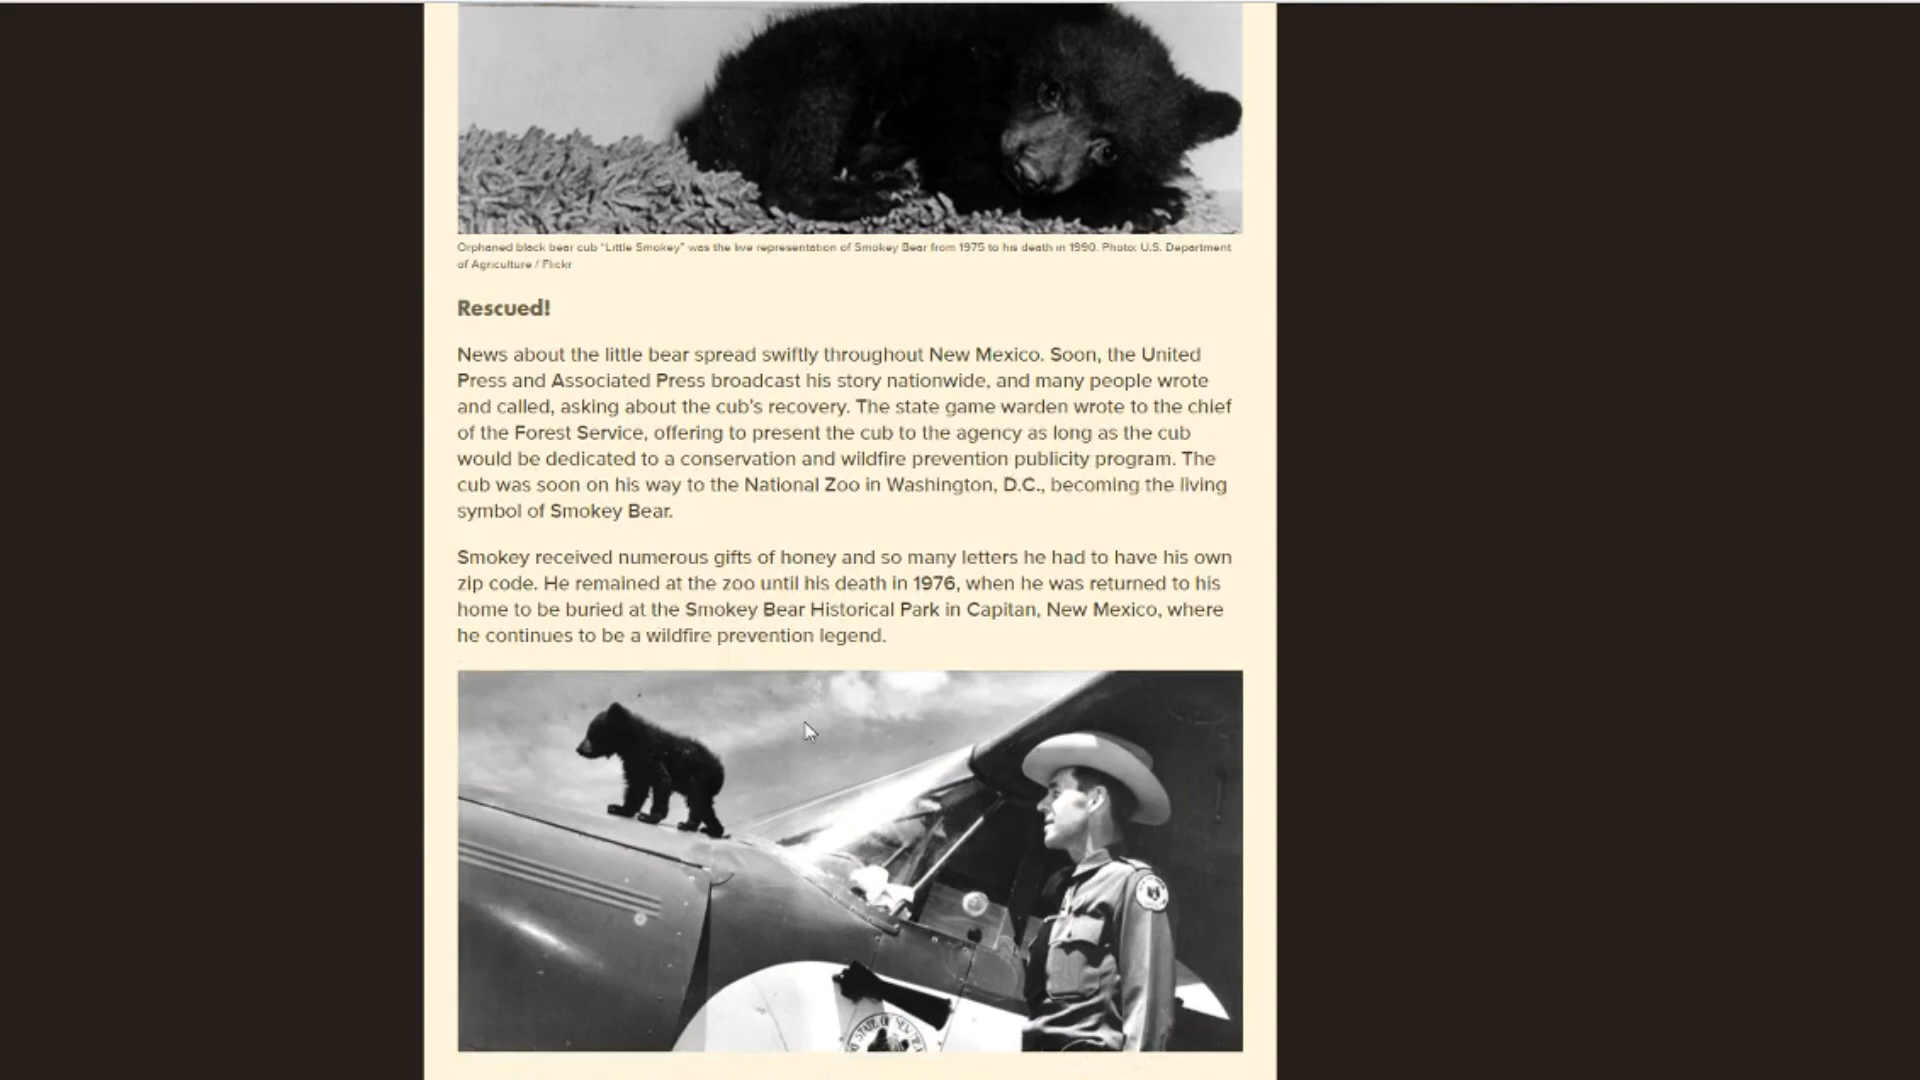 Orphaned black bear cub "Little Smokey" was the live representation of Smokey Bear from 1975 to his death in 1990. Photo: U.S. Department
of Agriculture / Flickr
Rescued!
News about the little bear spread swiftly throughout New Mexico. Soon, the United
Press and Associated Press broadcast his story nationwide, and many people wrote
and called, asking about the cub's recovery. The state game warden wrote to the chief
of the Forest Service, offering to present the cub to the agency as long as the cub
would be dedicated to a conservation and wildfire prevention publicity program. The
cub was soon on his way to the National Zoo in Washington, D.C., becoming the living
symbol of Smokey Bear.
Smokey received numerous gifts of honey and so many letters he had to have his own
zip code. He remained at the zoo until his death in 1976, when he was returned to his
home to be buried at the Smokey Bear Historical Park in Capitan, New Mexico, where
he continues to be a wildfire prevention legend.
STATE OF NEW